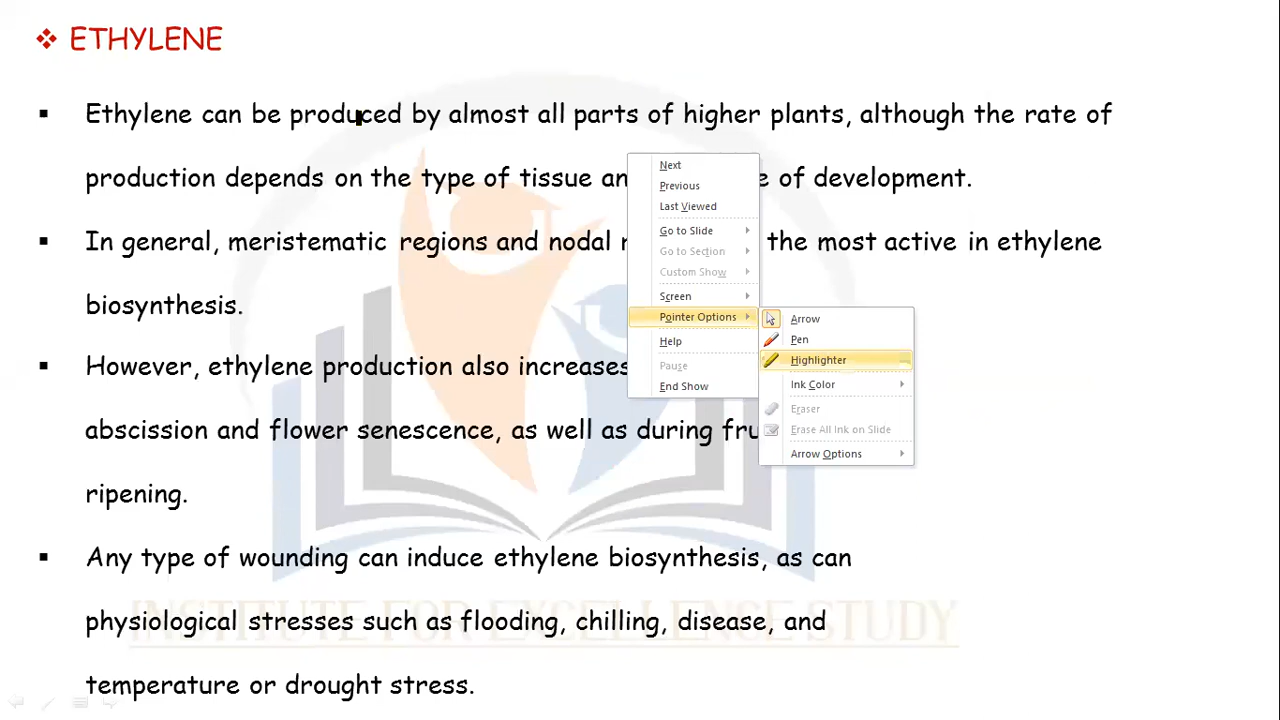 ETHYLENE
Ethylene can be produced by almost all parts of higher plants, although the rate of
production depends on the type of tissue an e of development.
In general, meristematic regions and nodal the most active in ethylene
biosynthesis.
However, ethylene production also increases
abscission and flower senescence, as well as during fru
ripening.
Any type of wounding can induce ethylene biosynthesis, as can
physiological stresses such as flooding, chilling, disease, and
temperature or drought stress.
Next
Previous
Last Viewed
Go to Slide
Go to Section
Custom Show
Screen
Pointer Options
Help
Pause
End Show
Arrow
Pen
Highlighter
Ink Color
Eraser
Erase All Ink on Slide
Arrow Options
INSTITUTE FOR EXCELLENCE STUDY